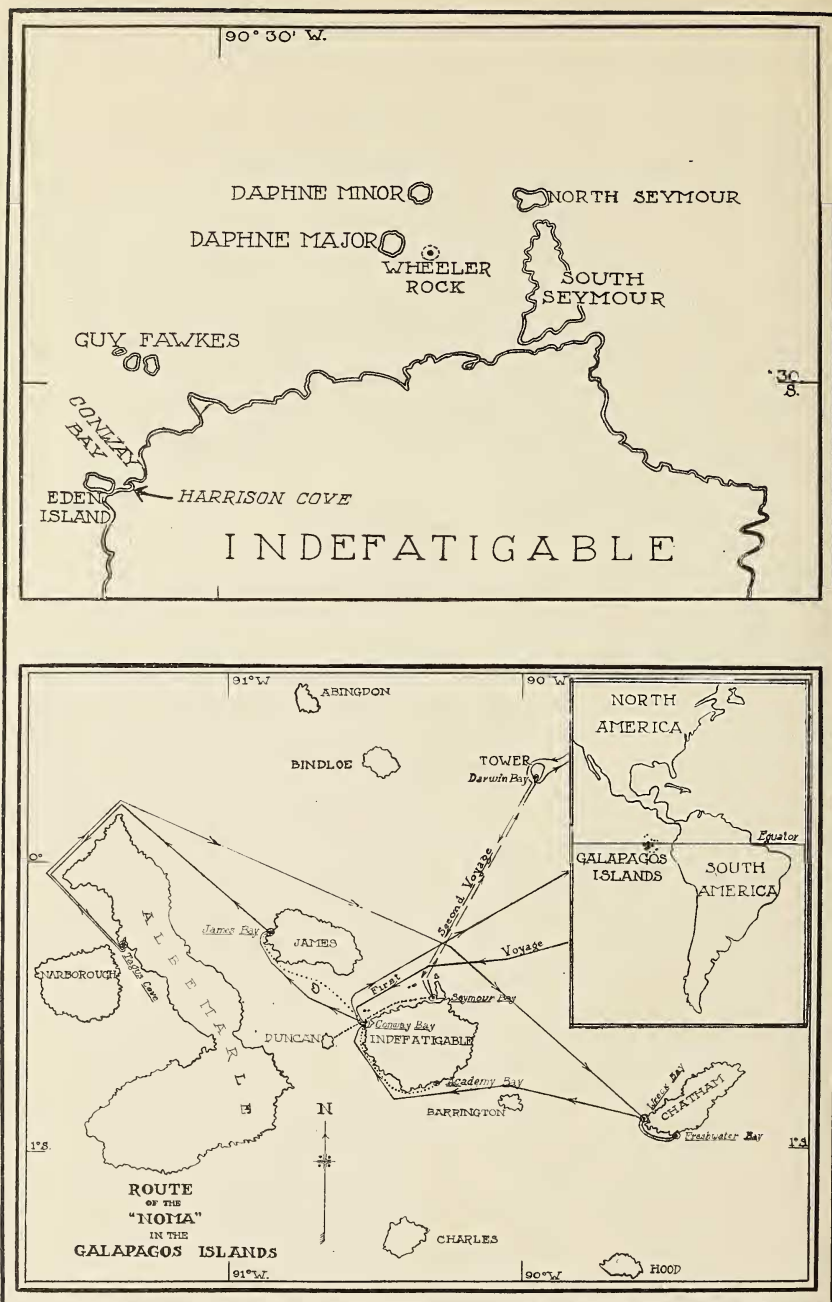 90° 30' W.
DAPHNE MINOR
NORTH SEYMOUR
DAPHNE MAJOR
WHEELER
ROCK
SOUTH
SEYMOUR
GUY FAWKES
30
S.
CONWAY
BAY
EDEN
ISLAND
HARRISON COVE
INDEFATIGABLE
91° W
90 W
ABINGDON
NORTH
AMERICA
BINDLOE
TOWER
Darwin Bay
Equator
0°
GALAPAGOS
ISLANDS
SOUTH
AMERICA
Second Voyage
James Bay
JAMES
ALBEMARLE
NARBOROUGH
Tagus Cove
First
Voyage
Seymour Bay
Conway Bay
DUNCAN
INDEFATIGABLE
Academy Bay
BARRINGTON
Wreck Bay
CHATHAM
Freshwater Bay
N
1°S.
1°S
ROUTE
OF THE
"NOMA"
IN THE
GALAPAGOS ISLANDS
CHARLES
HOOD
91°W.
90°W.